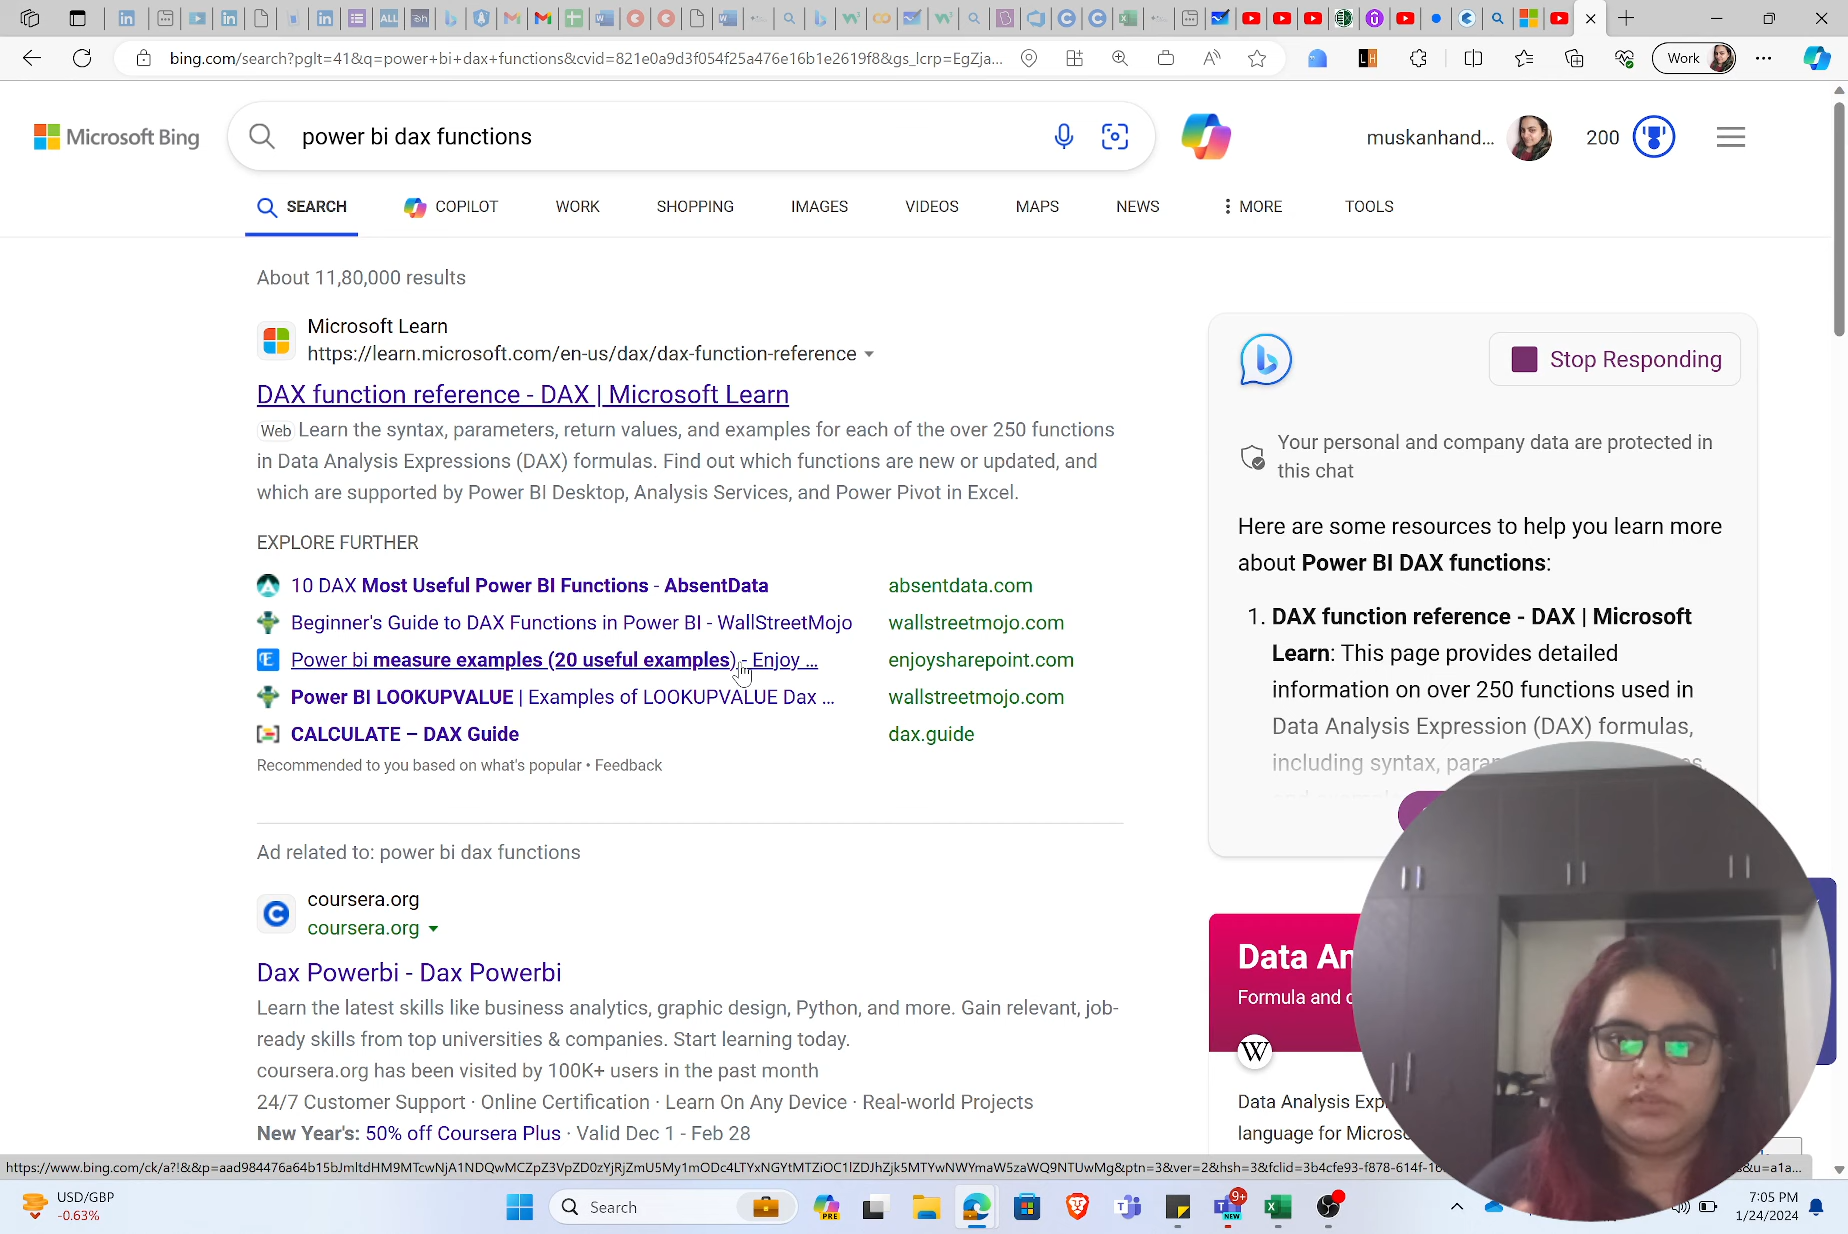 bing.com/search?pglt=41&q=power+bi+dax+functions&cvid=821e0a9d3f054f25a476e16b1e2619f8&gs_lcrp=EgZja...
Work
Microsoft Bing
power bi dax functions
muskanhand...
200
SEARCH
COPILOT
WORK
SHOPPING
IMAGES
VIDEOS
MAPS
NEWS
MORE
TOOLS
About 11,80,000 results
Microsoft Learn
https://learn.microsoft.com/en-us/dax/dax-function-reference
DAX function reference - DAX | Microsoft Learn
Web Learn the syntax, parameters, return values, and examples for each of the over 250 functions
in Data Analysis Expressions (DAX) formulas. Find out which functions are new or updated, and
which are supported by Power BI Desktop, Analysis Services, and Power Pivot in Excel.
EXPLORE FURTHER
10 DAX Most Useful Power BI Functions - AbsentData absentdata.com
Beginner's Guide to DAX Functions in Power BI - WallStreetMojo wallstreetmojo.com
Power bi measure examples (20 useful examples) - Enjoy ... enjoysharepoint.com
Power BI LOOKUPVALUE | Examples of LOOKUPVALUE Dax ... wallstreetmojo.com
CALCULATE – DAX Guide dax.guide
Recommended to you based on what's popular • Feedback
Ad related to: power bi dax functions
coursera.org
coursera.org
Dax Powerbi - Dax Powerbi
Learn the latest skills like business analytics, graphic design, Python, and more. Gain relevant, job-
ready skills from top universities & companies. Start learning today.
coursera.org has been visited by 100K+ users in the past month
24/7 Customer Support · Online Certification · Learn On Any Device · Real-world Projects
New Year's: 50% off Coursera Plus · Valid Dec 1 - Feb 28
Stop Responding
Your personal and company data are protected in
this chat
Here are some resources to help you learn more
about Power BI DAX functions:
1. DAX function reference - DAX | Microsoft
Learn: This page provides detailed
information on over 250 functions used in
Data Analysis Expression (DAX) formulas,
including syntax,
Data An
Formula and
W
Data Analysis Exp
language for Micros
USD/GBP
-0.63%
Search
PRE
9+
NEW
7:05 PM
1/24/2024